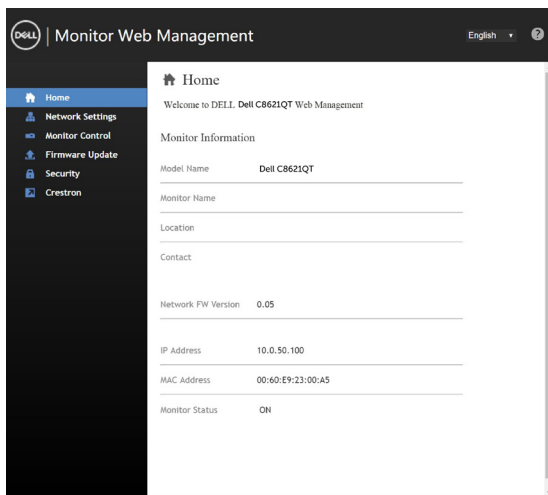 DELL | Monitor Web Management
English
?
Home
Network Settings
Monitor Control
Firmware Update
Security
Crestron
Home
Welcome to DELL Dell C8621QT Web Management
Monitor Information
Model Name Dell C8621QT
Monitor Name
Location
Contact
Network FW Version 0.05
IP Address 10.0.50.100
MAC Address 00:60:E9:23:00:A5
Monitor Status ON